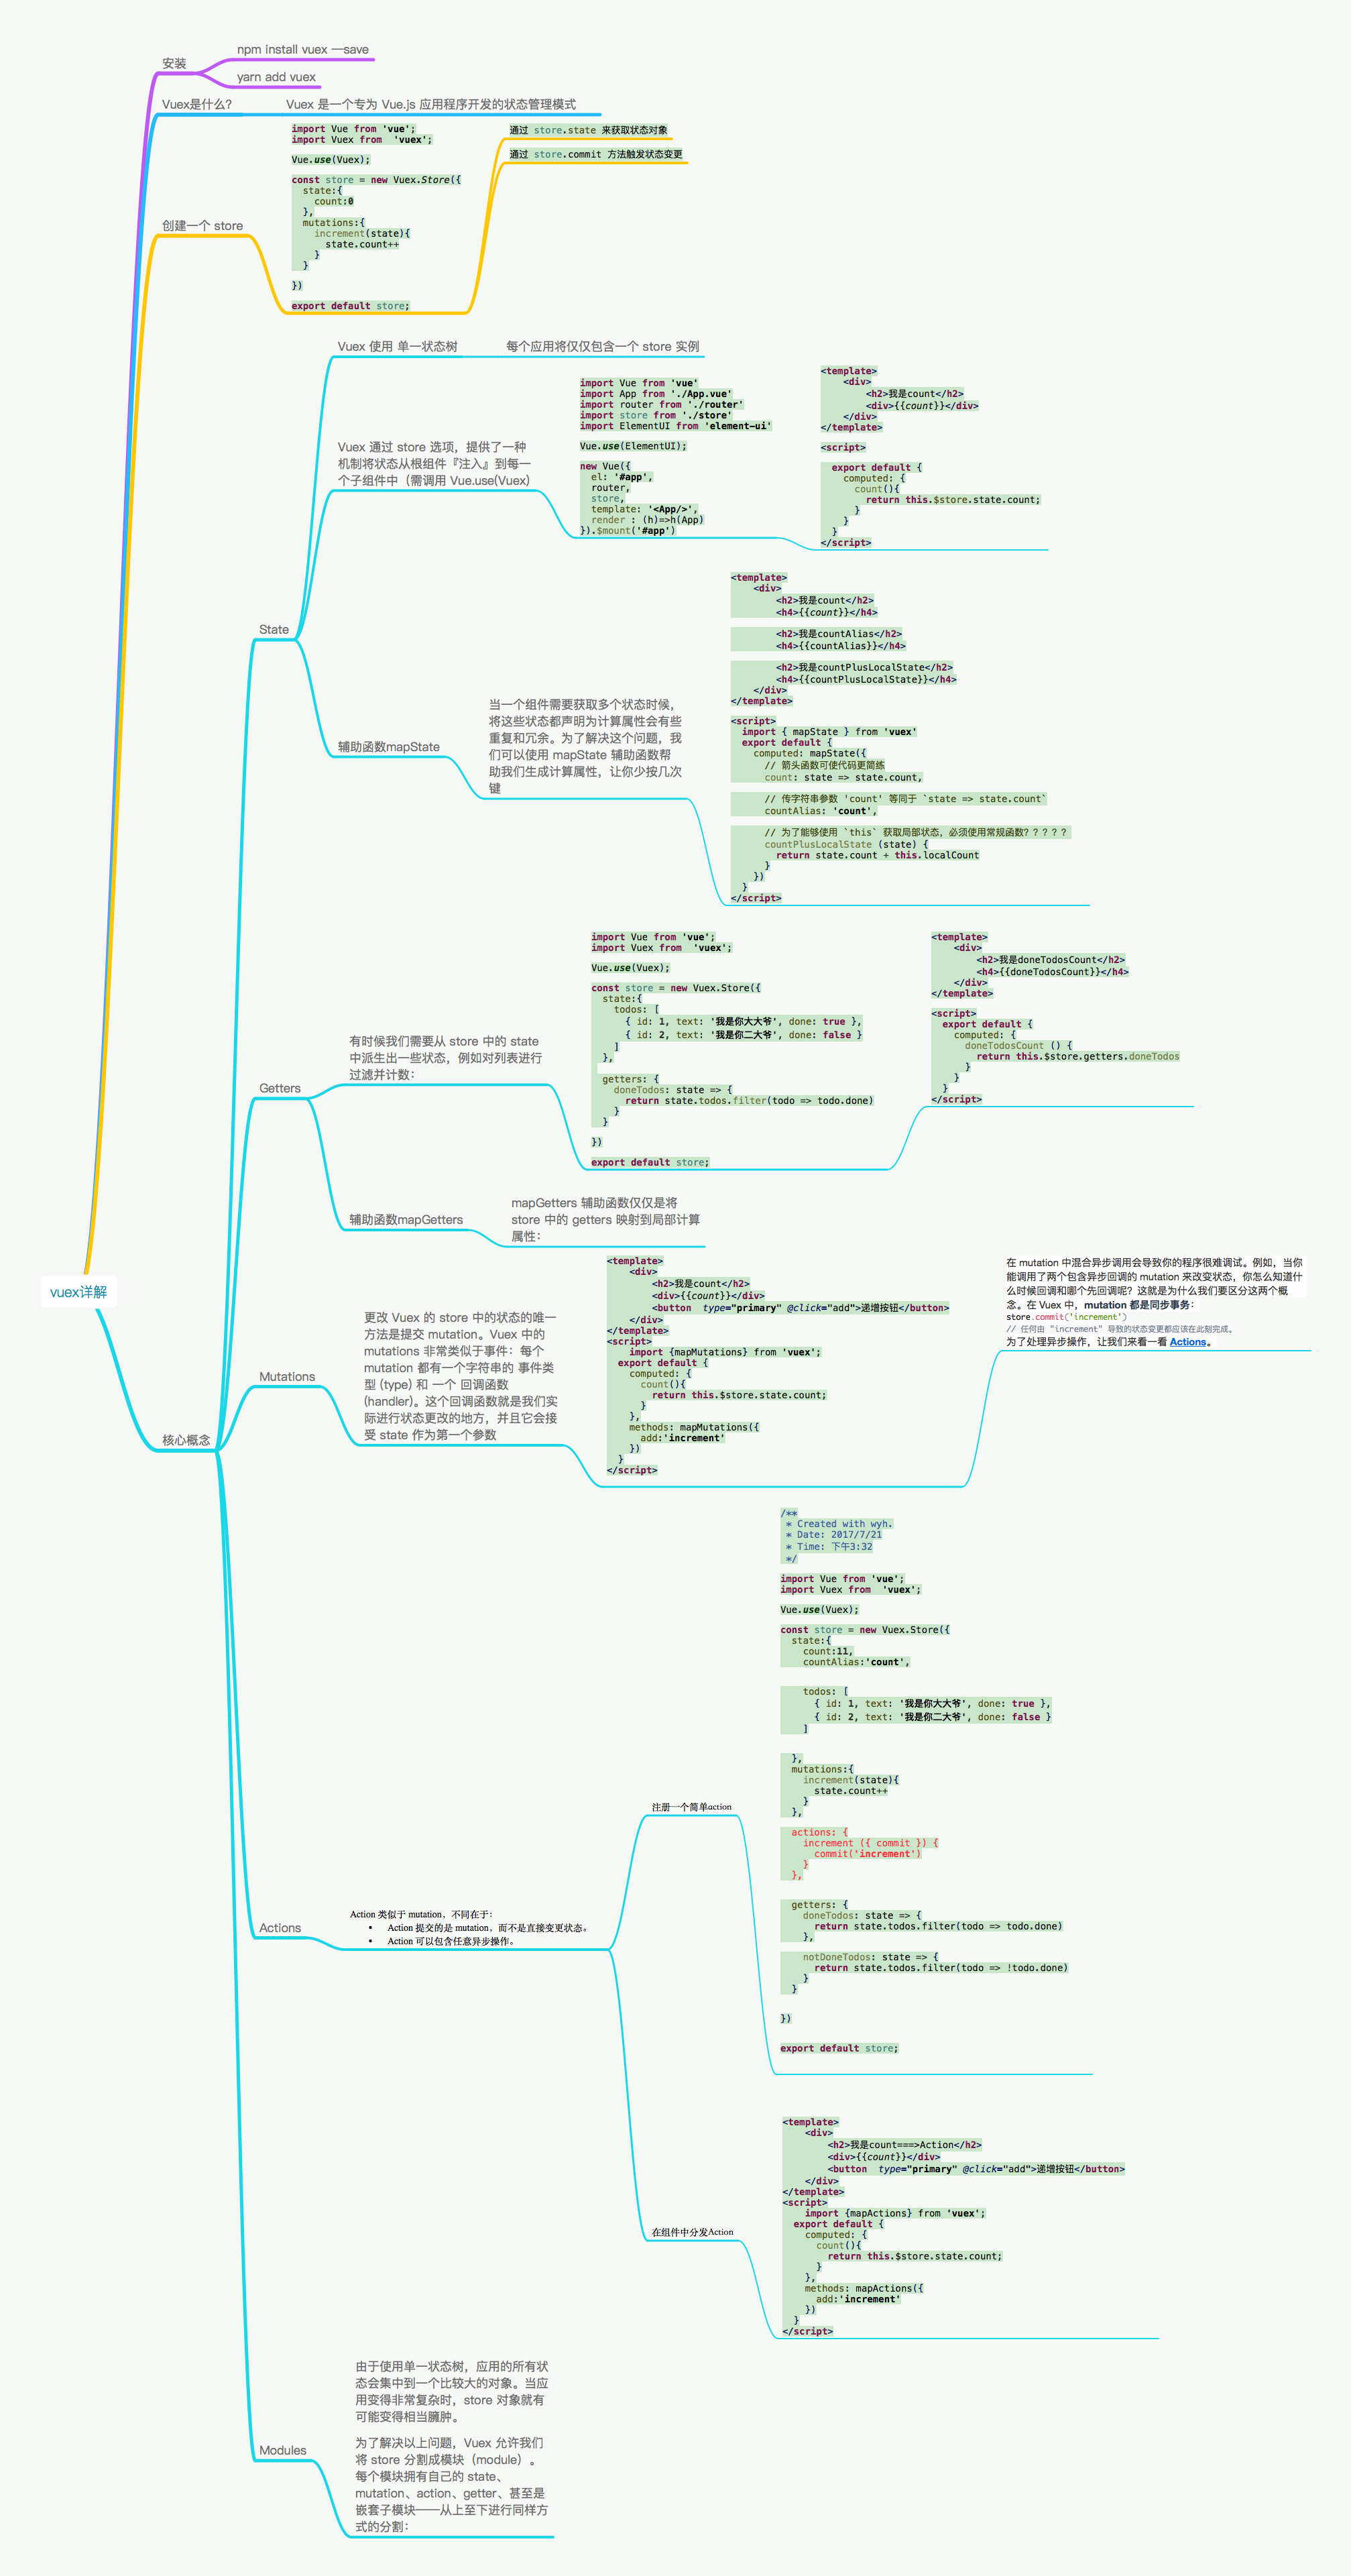 vuex详解
安装
npm install vuex —save
yarn add vuex
Vuex是什么?
Vuex 是一个专为 Vue.js 应用程序开发的状态管理模式
创建一个 store
import Vue from 'vue';
import Vuex from  'vuex';
Vue.use(Vuex);
const store = new Vuex.Store({
  state:{
    count:0
  },
  mutations:{
    increment(state){
      state.count++
    }
  }
})
export default store;
通过 store.state 来获取状态对象
通过 store.commit 方法触发状态变更
核心概念
State
Vuex 使用 单一状态树
每个应用将仅仅包含一个 store 实例
Vuex 通过 store 选项，提供了一种
机制将状态从根组件『注入』到每一
个子组件中（需调用 Vue.use(Vuex)
import Vue from 'vue'
import App from './App.vue'
import router from './router'
import store from './store'
import ElementUI from 'element-ui'
Vue.use(ElementUI);
new Vue({
  el: '#app',
  router,
  store,
  template: '<App/>',
  render : (h)=>h(App)
}).$mount('#app')
<template>
    <div>
        <h2>我是count</h2>
        <div>{{count}}</div>
    </div>
</template>
<script>
  export default {
    computed: {
      count(){
        return this.$store.state.count;
      }
    }
  }
</script>
辅助函数mapState
当一个组件需要获取多个状态时候，
将这些状态都声明为计算属性会有些
重复和冗余。为了解决这个问题，我
们可以使用 mapState 辅助函数帮
助我们生成计算属性，让你少按几次
键
<template>
    <div>
        <h2>我是count</h2>
        <h4>{{count}}</h4>
        <h2>我是countAlias</h2>
        <h4>{{countAlias}}</h4>
        <h2>我是countPlusLocalState</h2>
        <h4>{{countPlusLocalState}}</h4>
    </div>
</template>
<script>
  import { mapState } from 'vuex'
  export default {
    computed: mapState({
      // 箭头函数可使代码更简练
      count: state => state.count,
      // 传字符串参数 'count' 等同于 `state => state.count`
      countAlias: 'count',
      // 为了能够使用 `this` 获取局部状态，必须使用常规函数？？？？？
      countPlusLocalState (state) {
        return state.count + this.localCount
      }
    })
  }
</script>
Getters
有时候我们需要从 store 中的 state
中派生出一些状态，例如对列表进行
过滤并计数：
import Vue from 'vue';
import Vuex from  'vuex';
Vue.use(Vuex);
const store = new Vuex.Store({
  state:{
    todos: [
      { id: 1, text: '我是你大大爷', done: true },
      { id: 2, text: '我是你二大爷', done: false }
    ]
  },
  getters: {
    doneTodos: state => {
      return state.todos.filter(todo => todo.done)
    }
  }
})
export default store;
<template>
    <div>
        <h2>我是doneTodosCount</h2>
        <h4>{{doneTodosCount}}</h4>
    </div>
</template>
<script>
  export default {
    computed: {
      doneTodosCount () {
        return this.$store.getters.doneTodos
      }
    }
  }
</script>
辅助函数mapGetters
mapGetters 辅助函数仅仅是将
store 中的 getters 映射到局部计算
属性：
Mutations
更改 Vuex 的 store 中的状态的唯一
方法是提交 mutation。Vuex 中的
mutations 非常类似于事件：每个
mutation 都有一个字符串的 事件类
型 (type) 和 一个 回调函数
(handler)。这个回调函数就是我们实
际进行状态更改的地方，并且它会接
受 state 作为第一个参数
<template>
    <div>
        <h2>我是count</h2>
        <div>{{count}}</div>
        <button  type="primary" @click="add">递增按钮</button>
    </div>
</template>
<script>
    import {mapMutations} from 'vuex';
  export default {
    computed: {
      count(){
        return this.$store.state.count;
      }
    },
    methods: mapMutations({
      add:'increment'
    })
  }
</script>
在 mutation 中混合异步调用会导致你的程序很难调试。例如，当你
能调用了两个包含异步回调的 mutation 来改变状态，你怎么知道什
么时候回调和哪个先回调呢？这就是为什么我们要区分这两个概
念。在 Vuex 中，mutation 都是同步事务：
store.commit('increment')
// 任何由 "increment" 导致的状态变更都应该在此刻完成。
为了处理异步操作，让我们来看一看 Actions。
Actions
Action 类似于 mutation，不同在于：
• Action 提交的是 mutation，而不是直接变更状态。
• Action 可以包含任意异步操作。
注册一个简单action
/**
 * Created with wyh.
 * Date: 2017/7/21
 * Time: 下午3:32
 */
import Vue from 'vue';
import Vuex from  'vuex';
Vue.use(Vuex);
const store = new Vuex.Store({
  state:{
    count:11,
    countAlias:'count',
    todos: [
      { id: 1, text: '我是你大大爷', done: true },
      { id: 2, text: '我是你二大爷', done: false }
    ]
  },
  mutations:{
    increment(state){
      state.count++
    }
  },
  actions: {
    increment ({ commit }) {
      commit('increment')
    }
  },
  getters: {
    doneTodos: state => {
      return state.todos.filter(todo => todo.done)
    },
    notDoneTodos: state => {
      return state.todos.filter(todo => !todo.done)
    }
  }
})
export default store;
在组件中分发Action
<template>
    <div>
        <h2>我是count===>Action</h2>
        <div>{{count}}</div>
        <button  type="primary" @click="add">递增按钮</button>
    </div>
</template>
<script>
    import {mapActions} from 'vuex';
  export default {
    computed: {
      count(){
        return this.$store.state.count;
      }
    },
    methods: mapActions({
      add:'increment'
    })
  }
</script>
Modules
由于使用单一状态树，应用的所有状
态会集中到一个比较大的对象。当应
用变得非常复杂时，store 对象就有
可能变得相当臃肿。
为了解决以上问题，Vuex 允许我们
将 store 分割成模块（module）。
每个模块拥有自己的 state、
mutation、action、getter、甚至是
嵌套子模块——从上至下进行同样方
式的分割：